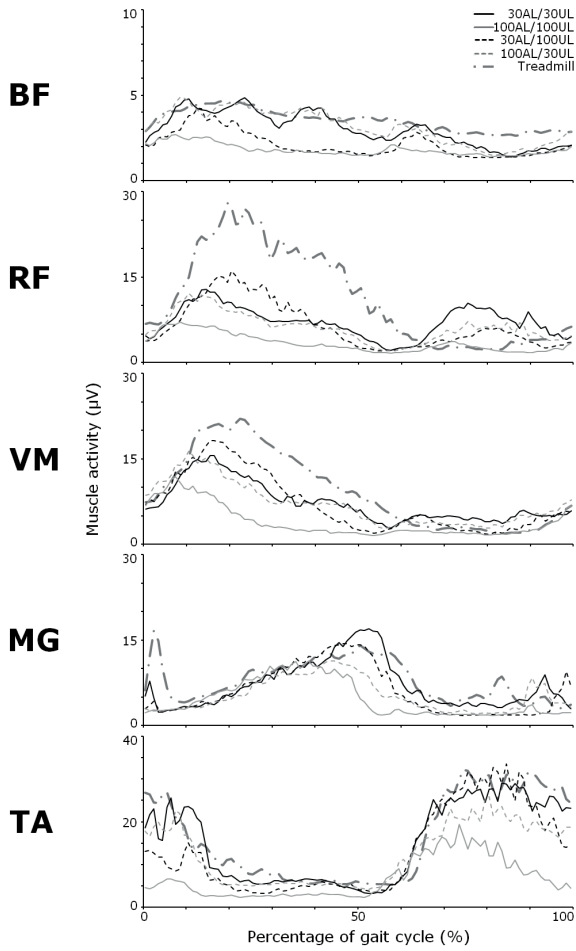 10
5
0
BF
30AL/30UL
100AL/100UL
30AL/100UL
100AL/30UL
Treadmill
30
15
0
RF
30
15
0
VM
Muscle activity (μV)
30
15
0
MG
40
20
0
TA
0
50
100
Percentage of gait cycle (%)